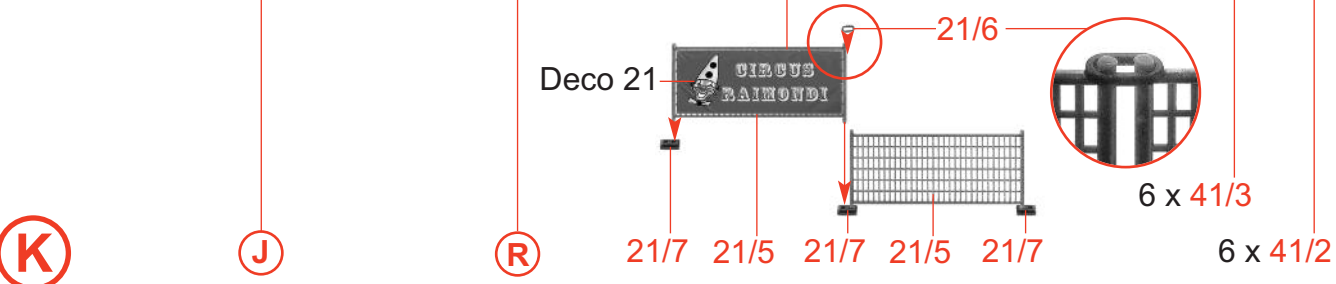 21/6
Deco 21
CIRCUS
RAIMONDI
6 x 41/3
K
J
R
21/7
21/5
21/7
21/5
21/7
6 x 41/2